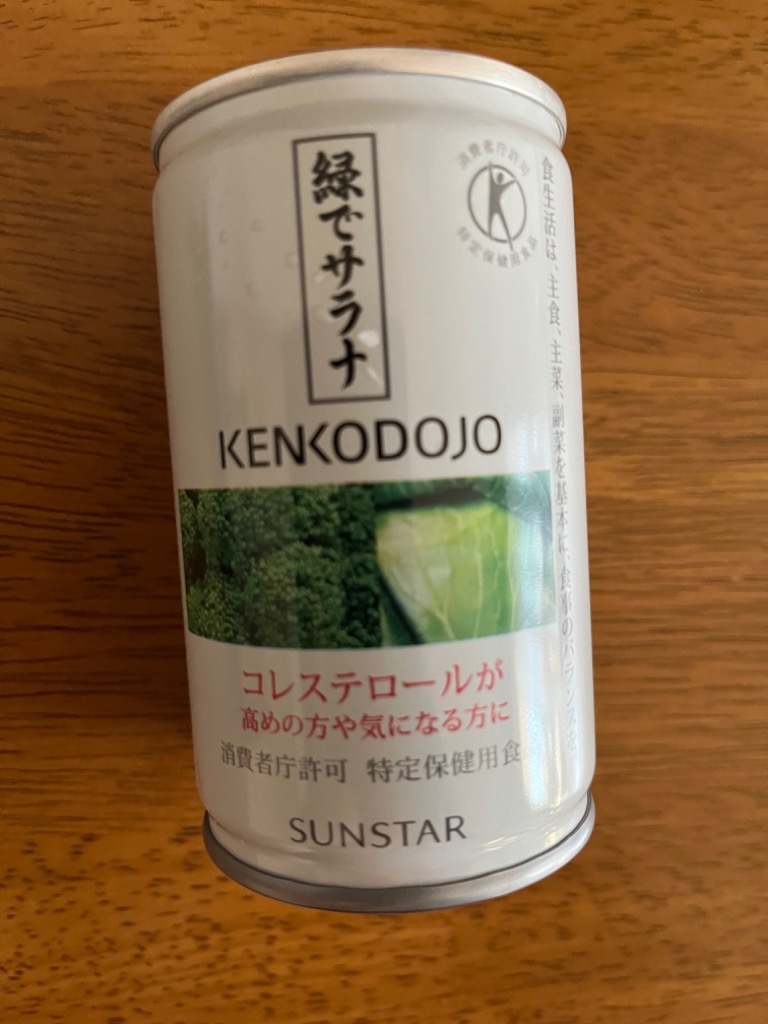 緑でサラナ
消費者庁許可
特定保健用食品
食生活は、主食、主菜、副菜を基本に、食事のバランスを
KENKODOJO
コレステロールが
高めの方や気になる方に
消費者庁許可 特定保健用食
SUNSTAR